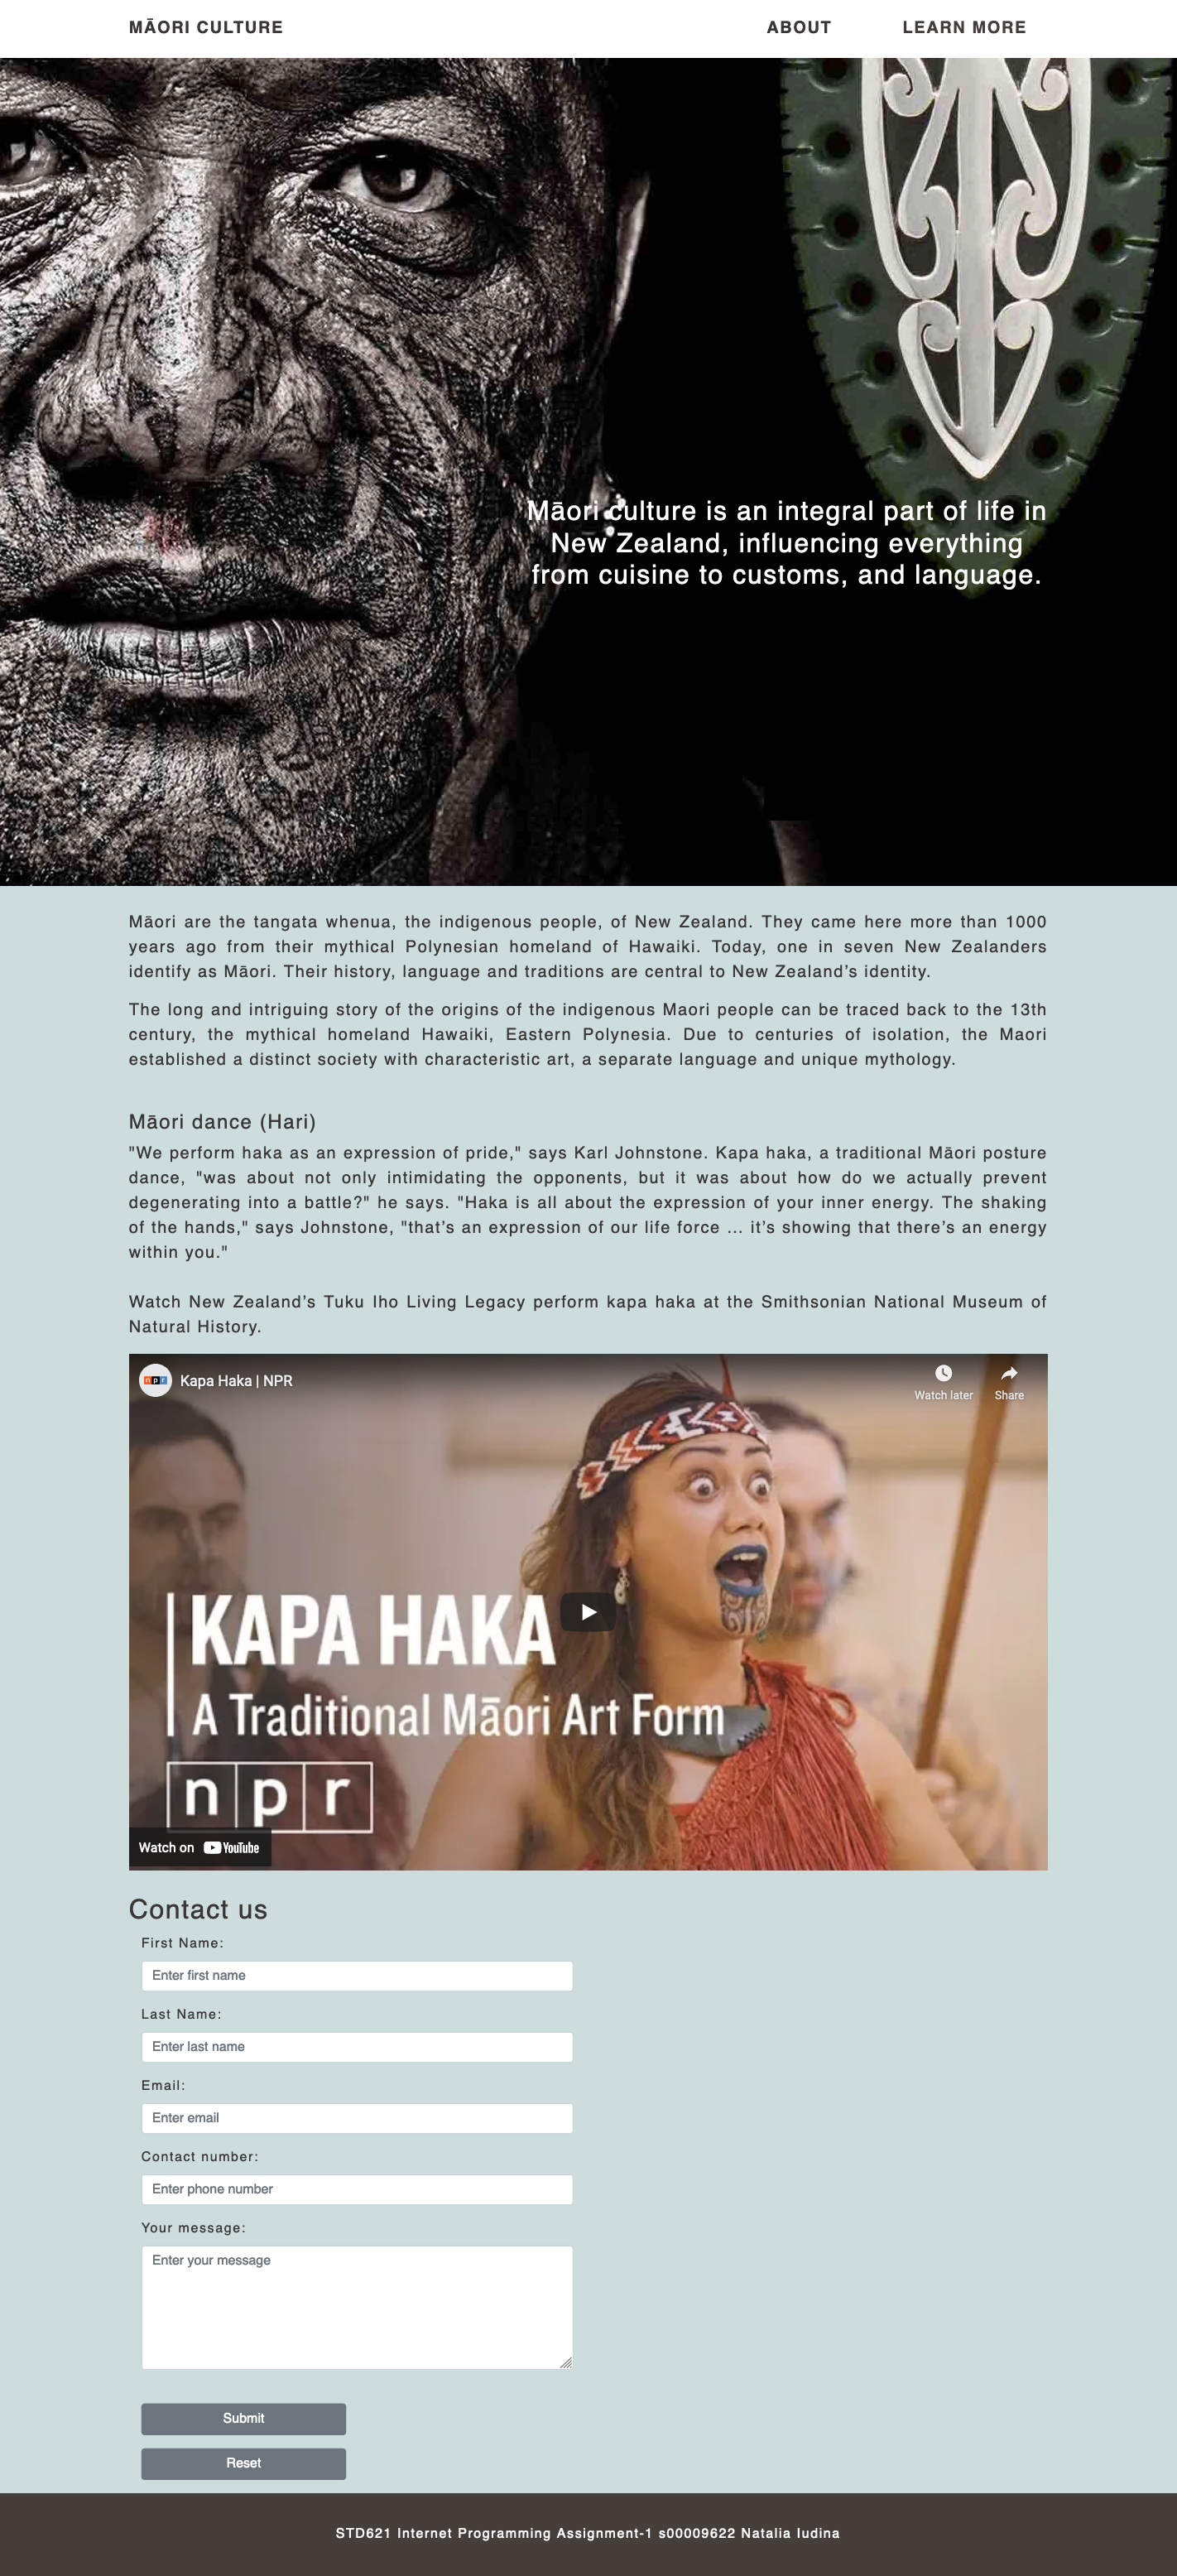 MĀORI CULTURE
ABOUT
LEARN MORE
Māori culture is an integral part of life in
New Zealand, influencing everything
from cuisine to customs, and language.
Māori are the tangata whenua, the indigenous people, of New Zealand. They came here more than 1000
years ago from their mythical Polynesian homeland of Hawaiki. Today, one in seven New Zealanders
identify as Māori. Their history, language and traditions are central to New Zealand’s identity.
The long and intriguing story of the origins of the indigenous Maori people can be traced back to the 13th
century, the mythical homeland Hawaiki, Eastern Polynesia. Due to centuries of isolation, the Maori
established a distinct society with characteristic art, a separate language and unique mythology.
Māori dance (Hari)
"We perform haka as an expression of pride," says Karl Johnstone. Kapa haka, a traditional Māori posture
dance, "was about not only intimidating the opponents, but it was about how do we actually prevent
degenerating into a battle?" he says. "Haka is all about the expression of your inner energy. The shaking
of the hands," says Johnstone, "that’s an expression of our life force ... it’s showing that there’s an energy
within you."
Watch New Zealand’s Tuku Iho Living Legacy perform kapa haka at the Smithsonian National Museum of
Natural History.
npr
Kapa Haka | NPR
Watch later
Share
KAPA HAKA
A Traditional Māori Art Form
npr
Watch on YouTube
Contact us
First Name:
Enter first name
Last Name:
Enter last name
Email:
Enter email
Contact number:
Enter phone number
Your message:
Enter your message
Submit
Reset
STD621 Internet Programming Assignment-1 s00009622 Natalia Iudina